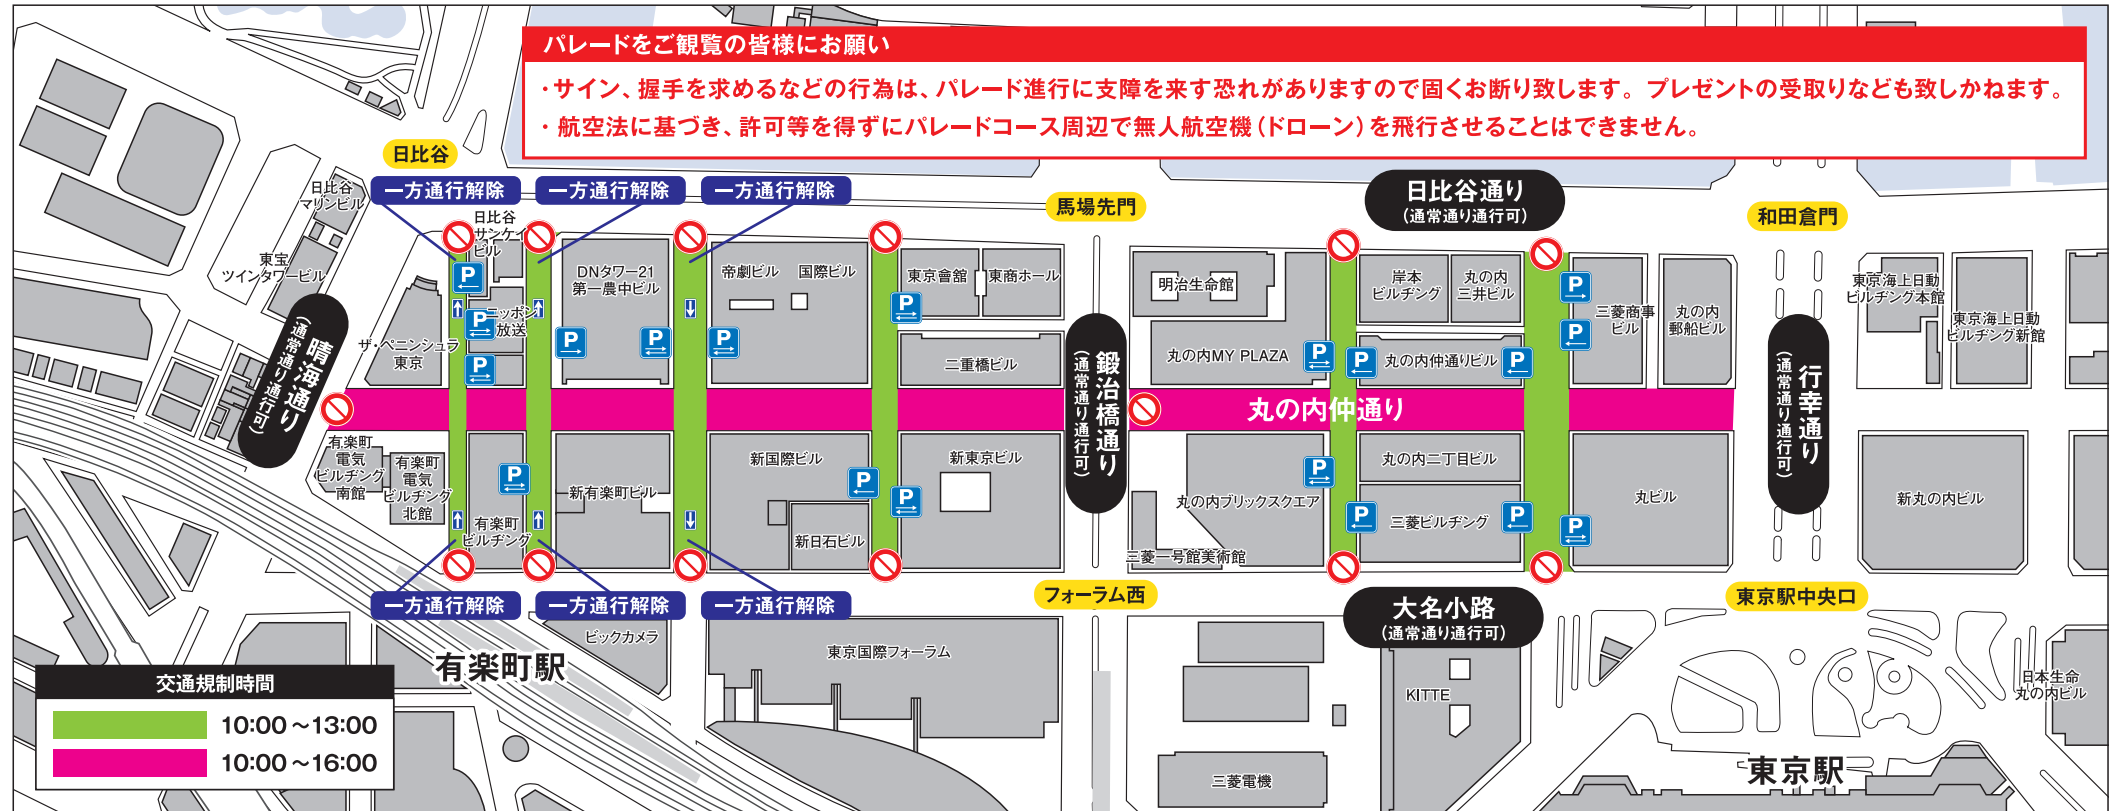 パレードをご観覧の皆様にお願い
・サイン、握手を求めるなどの行為は、パレード進行に支障を来す恐れがありますので固くお断り致します。プレゼントの受取りなども致しかねます。
・航空法に基づき、許可等を得ずにパレードコース周辺で無人航空機(ドローン)を飛行させることはできません。
日比谷
一方通行解除
一方通行解除
一方通行解除
馬場先門
日比谷通り
(通常通り通行可)
和田倉門
日比谷
マリンビル
東宝
ツインタワービル
日比谷
サンケイ
ビル
DNタワー21
第一農中ビル
帝劇ビル
国際ビル
東京會舘
東商ホール
明治生命館
岸本
ビルヂング
丸の内
三井ビル
三菱商事
ビル
丸の内
郵船ビル
東京海上日動
ビルヂング本館
東京海上日動
ビルヂング新館
P
P
P
P
P
P
P
P
P
P
P
P
P
ニッポン
放送
ザ・ペニンシュラ
東京
二重橋ビル
丸の内MY PLAZA
丸の内仲通りビル
晴海通り
(通常通り通行可)
鍛治橋通り
(通常通り通行可)
行幸通り
(通常通り通行可)
丸の内仲通り
有楽町
電気
ビルヂング
南館
有楽町
電気
ビルヂング
北館
有楽町
ビルヂング
新有楽町ビル
新国際ビル
新日石ビル
新東京ビル
丸の内ブリックスクエア
三菱一号館美術館
丸の内二丁目ビル
三菱ビルヂング
丸ビル
新丸の内ビル
P
P
P
P
P
P
P
一方通行解除
一方通行解除
一方通行解除
フォーラム西
大名小路
(通常通り通行可)
東京駅中央口
ビックカメラ
有楽町駅
東京国際フォーラム
KITTE
三菱電機
日本生命
丸の内ビル
東京駅
交通規制時間
10:00～13:00
10:00～16:00